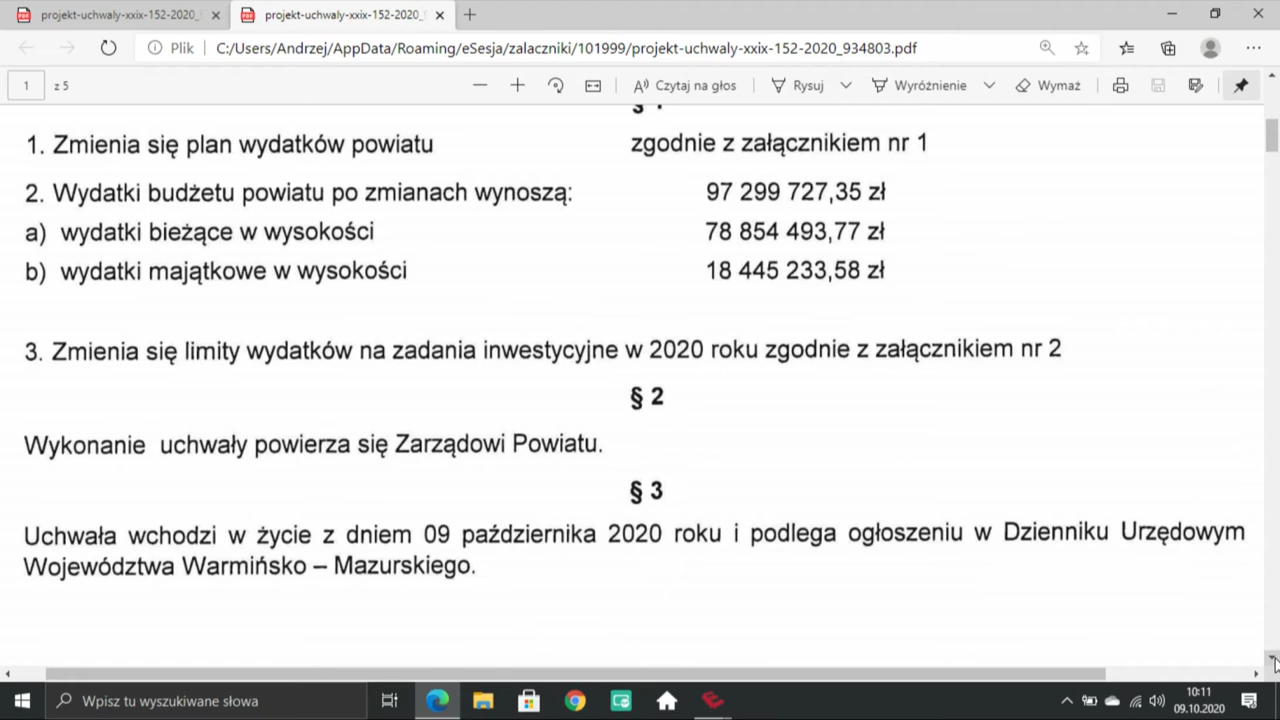 projekt-uchwaly-xxix-152-2020_
projekt-uchwaly-xxix-152-2020_
Plik
C:/Users/Andrzej/AppData/Roaming/eSesja/zalaczniki/101999/projekt-uchwaly-xxix-152-2020_934803.pdf
1 z 5
Czytaj na głos
Rysuj
Wyróżnienie
Wymaż
1. Zmienia się plan wydatków powiatu zgodnie z załącznikiem nr 1
2. Wydatki budżetu powiatu po zmianach wynoszą: 97 299 727,35 zł
a) wydatki bieżące w wysokości 78 854 493,77 zł
b) wydatki majątkowe w wysokości 18 445 233,58 zł
3. Zmienia się limity wydatków na zadania inwestycyjne w 2020 roku zgodnie z załącznikiem nr 2
§ 2
Wykonanie uchwały powierza się Zarządowi Powiatu.
§ 3
Uchwała wchodzi w życie z dniem 09 października 2020 roku i podlega ogłoszeniu w Dzienniku Urzędowym
Województwa Warmińsko – Mazurskiego.
Wpisz tu wyszukiwane słowa
10:11
09.10.2020